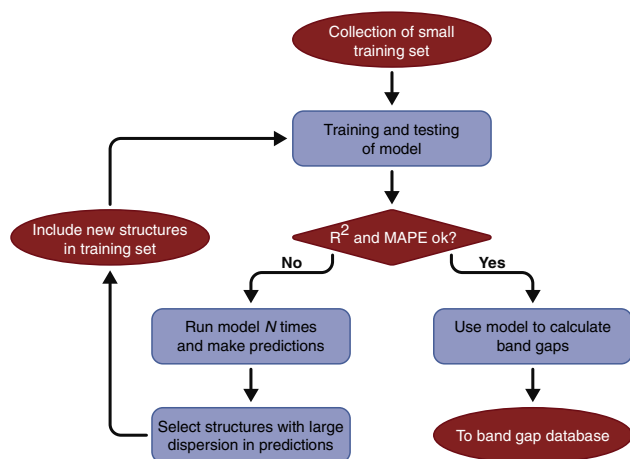 Collection of small
training set
Training and testing
of model
Include new structures
in training set
R² and MAPE ok?
No
Yes
Run model N times
and make predictions
Use model to calculate
band gaps
Select structures with large
dispersion in predictions
To band gap database